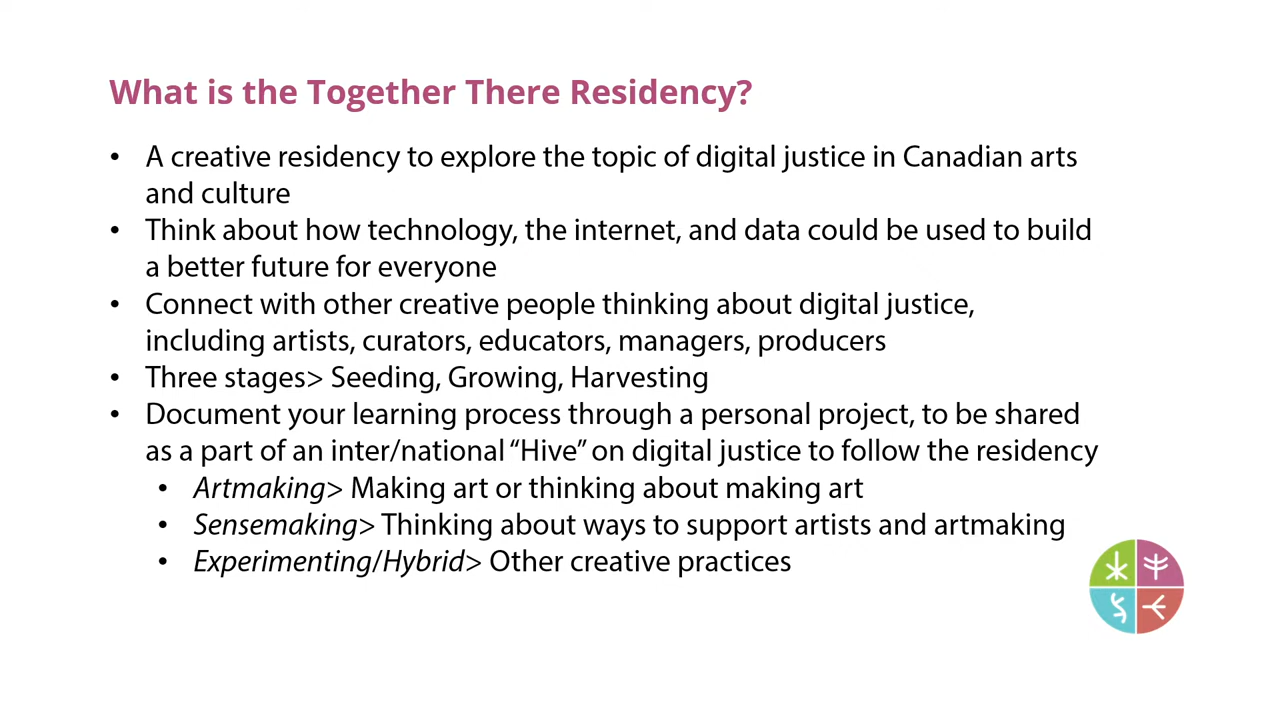 What is the Together There Residency?
• A creative residency to explore the topic of digital justice in Canadian arts
and culture
• Think about how technology, the internet, and data could be used to build
a better future for everyone
• Connect with other creative people thinking about digital justice,
including artists, curators, educators, managers, producers
• Three stages> Seeding, Growing, Harvesting
• Document your learning process through a personal project, to be shared
as a part of an inter/national “Hive” on digital justice to follow the residency
• Artmaking> Making art or thinking about making art
• Sensemaking> Thinking about ways to support artists and artmaking
• Experimenting/Hybrid> Other creative practices